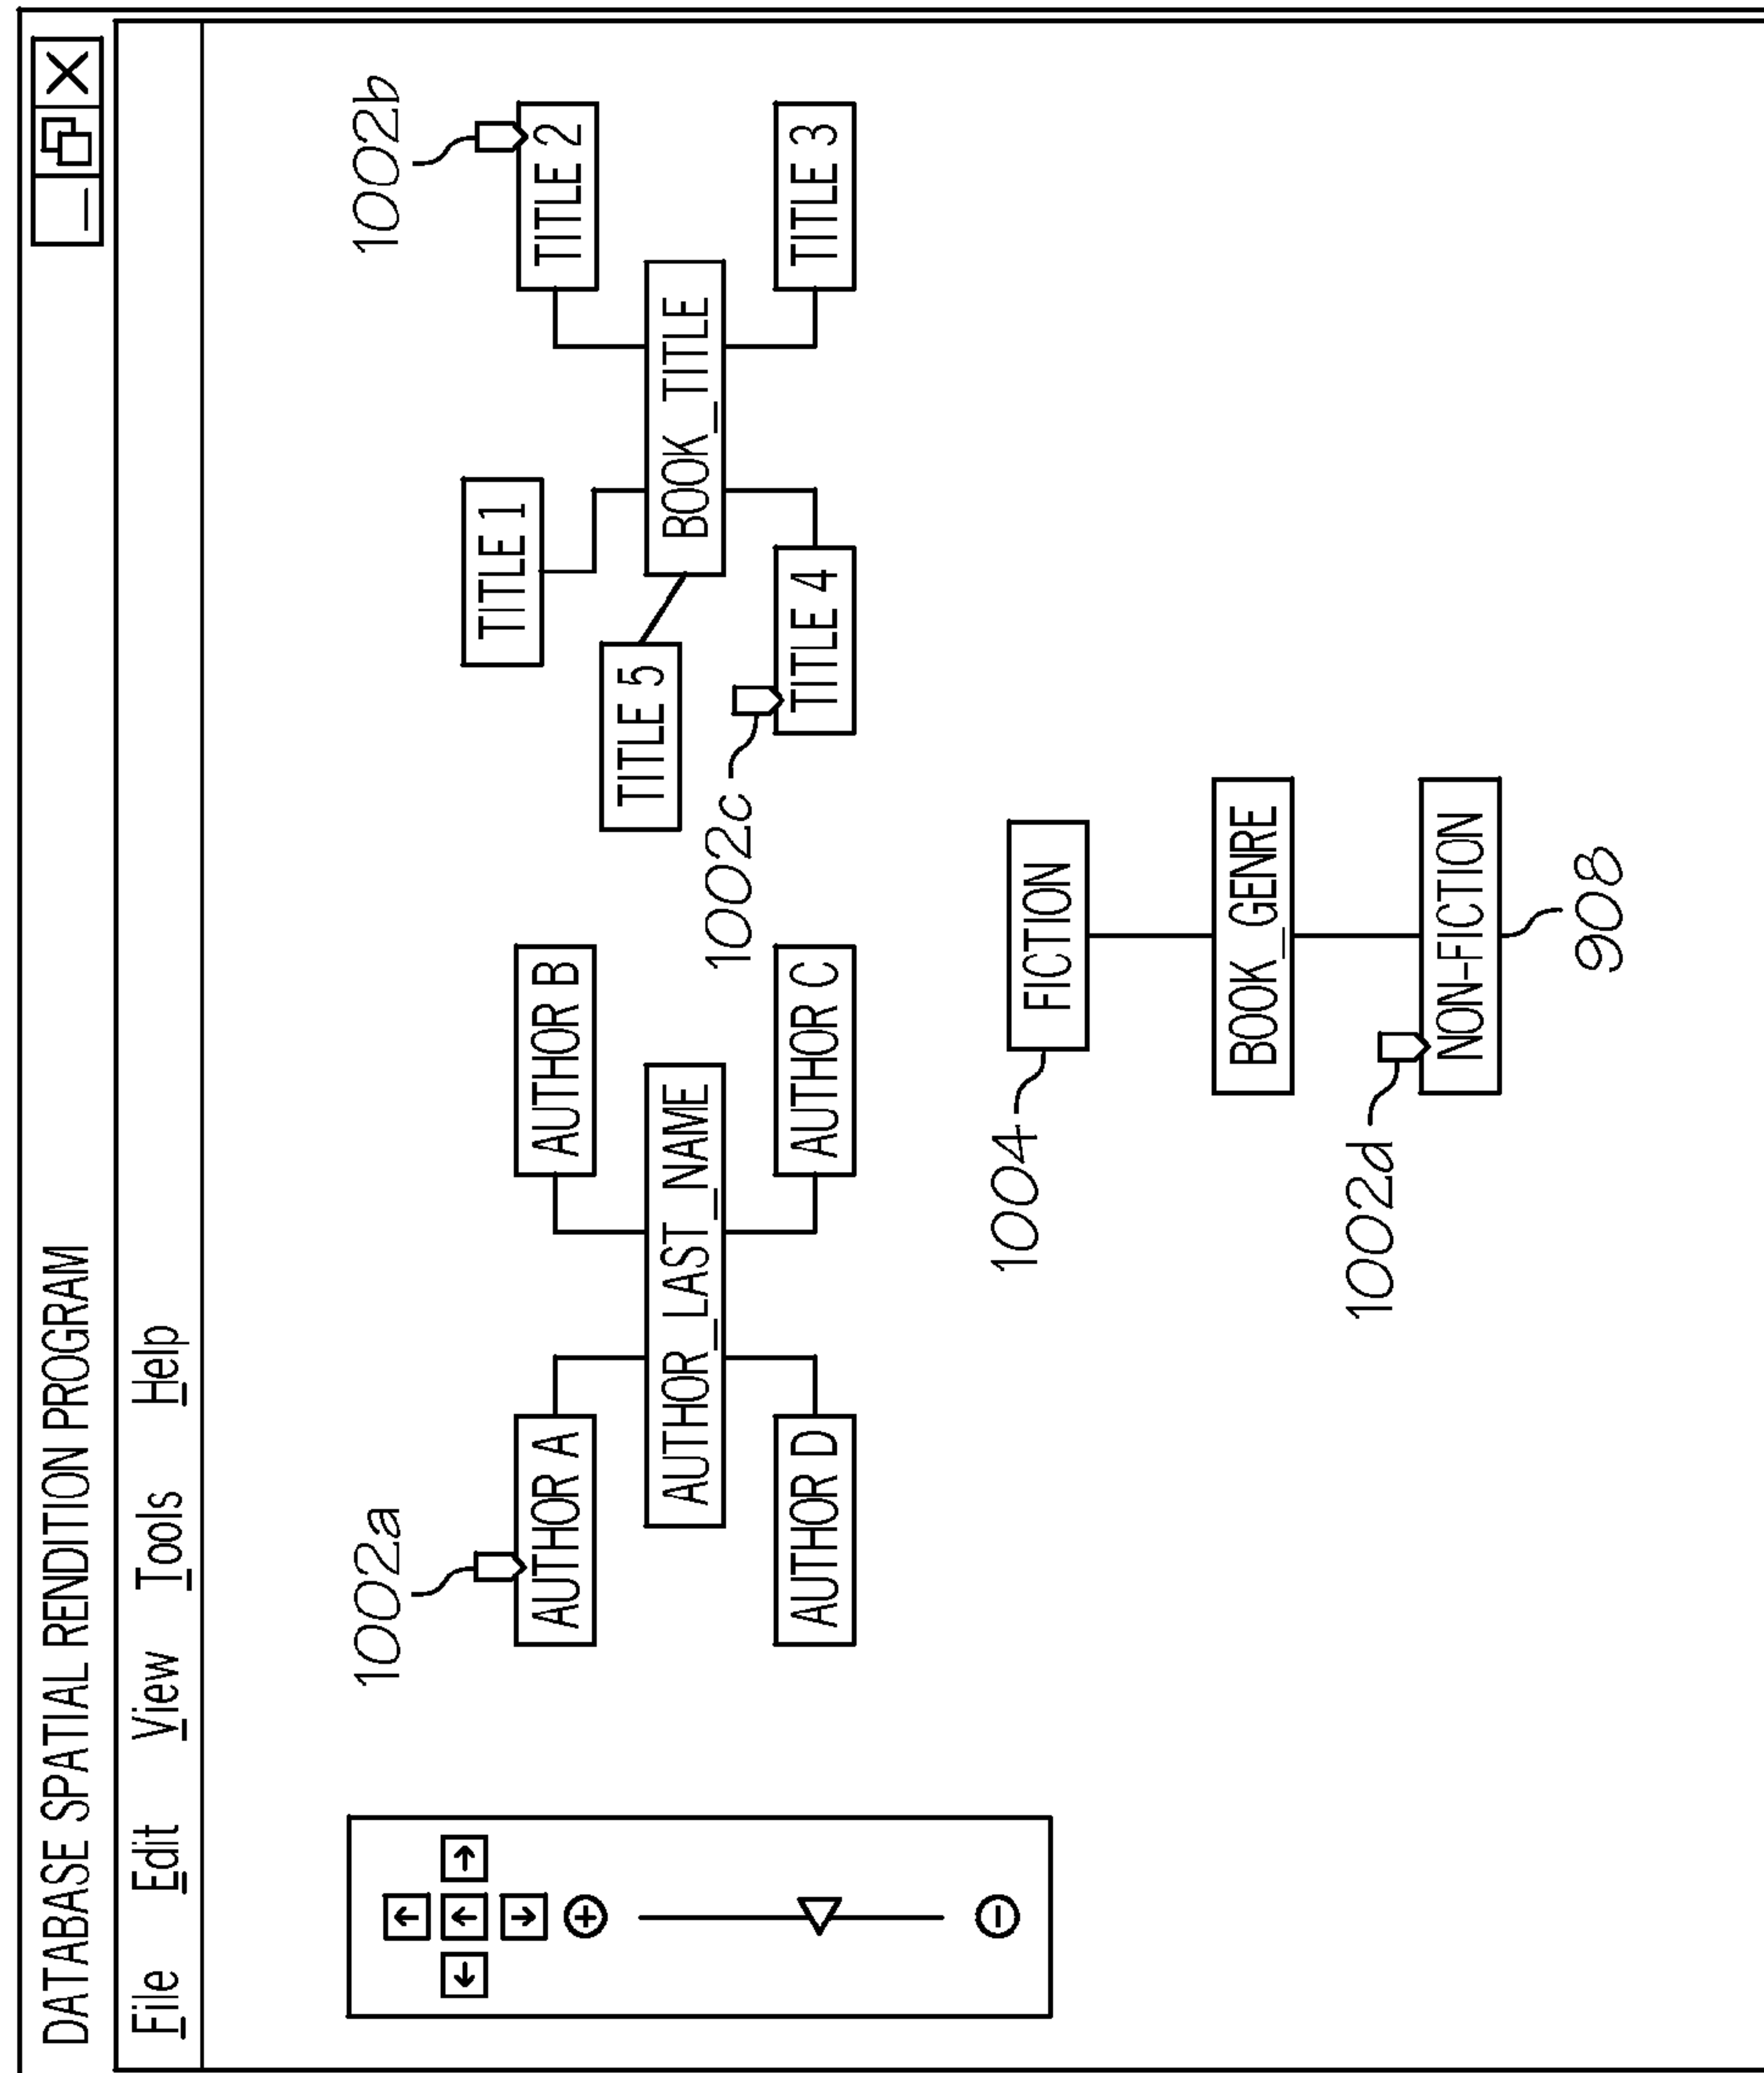 DATABASE SPATIAL RENDITION PROGRAM
File Edit View Tools Help
1002a
1002b
AUTHOR A
AUTHOR B
AUTHOR_LAST_NAME
AUTHOR D
AUTHOR C
TITLE 1
TITLE 2
TITLE 5
BOOK_TITLE
1002c
TITLE 4
TITLE 3
1004
FICTION
BOOK_GENRE
1002d
NON-FICTION
908